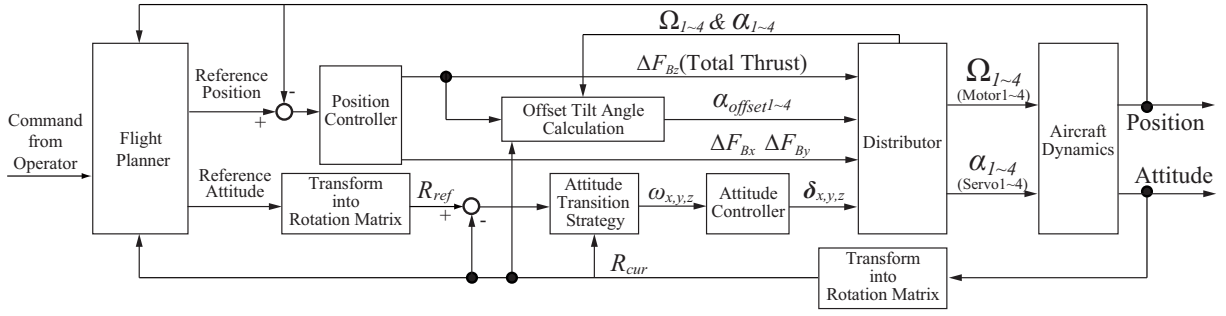 Ω1~4 & α1~4
Command
from
Operator
Flight
Planner
Reference
Position
+
-
Position
Controller
ΔFBz(Total Thrust)
Offset Tilt Angle
Calculation
αoffset1~4
ΔFBx ΔFBy
Distributor
Ω1~4
(Motor1~4)
α1~4
(Servo1~4)
Aircraft
Dynamics
Position
Attitude
Reference
Attitude
Transform
into
Rotation Matrix
Rref
+
-
Attitude
Transition
Strategy
ωx,y,z
Attitude
Controller
δx,y,z
Rcur
Transform
into
Rotation Matrix